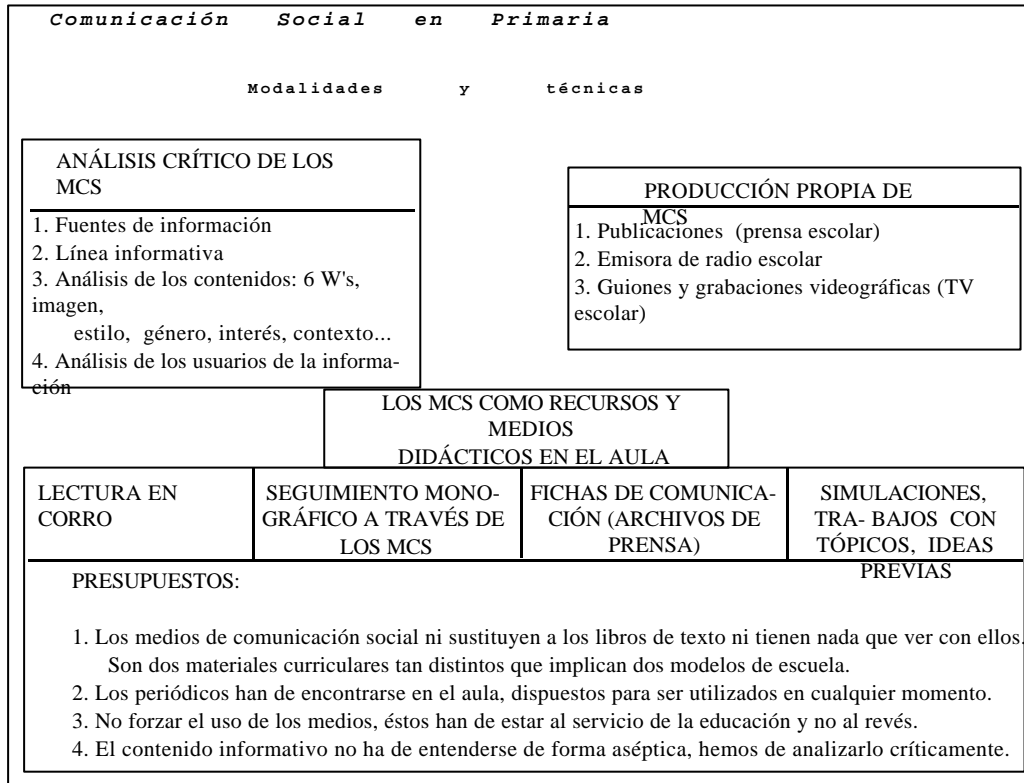 Comunicación Social en Primaria
Modalidades y técnicas
ANÁLISIS CRÍTICO DE LOS
MCS
1. Fuentes de información
2. Línea informativa
3. Análisis de los contenidos: 6 W's,
imagen,
estilo, género, interés, contexto...
4. Análisis de los usuarios de la informa-
ción
PRODUCCIÓN PROPIA DE
MCS
1. Publicaciones (prensa escolar)
2. Emisora de radio escolar
3. Guiones y grabaciones videográficas (TV
escolar)
LOS MCS COMO RECURSOS Y
MEDIOS
DIDÁCTICOS EN EL AULA
LECTURA EN
CORRO
SEGUIMIENTO MONO-
GRÁFICO A TRAVÉS DE
LOS MCS
FICHAS DE COMUNICA-
CIÓN (ARCHIVOS DE
PRENSA)
SIMULACIONES,
TRA- BAJOS CON
TÓPICOS, IDEAS
PREVIAS
PRESUPUESTOS:
1. Los medios de comunicación social ni sustituyen a los libros de texto ni tienen nada que ver con ellos.
Son dos materiales curriculares tan distintos que implican dos modelos de escuela.
2. Los periódicos han de encontrarse en el aula, dispuestos para ser utilizados en cualquier momento.
3. No forzar el uso de los medios, éstos han de estar al servicio de la educación y no al revés.
4. El contenido informativo no ha de entenderse de forma aséptica, hemos de analizarlo críticamente.